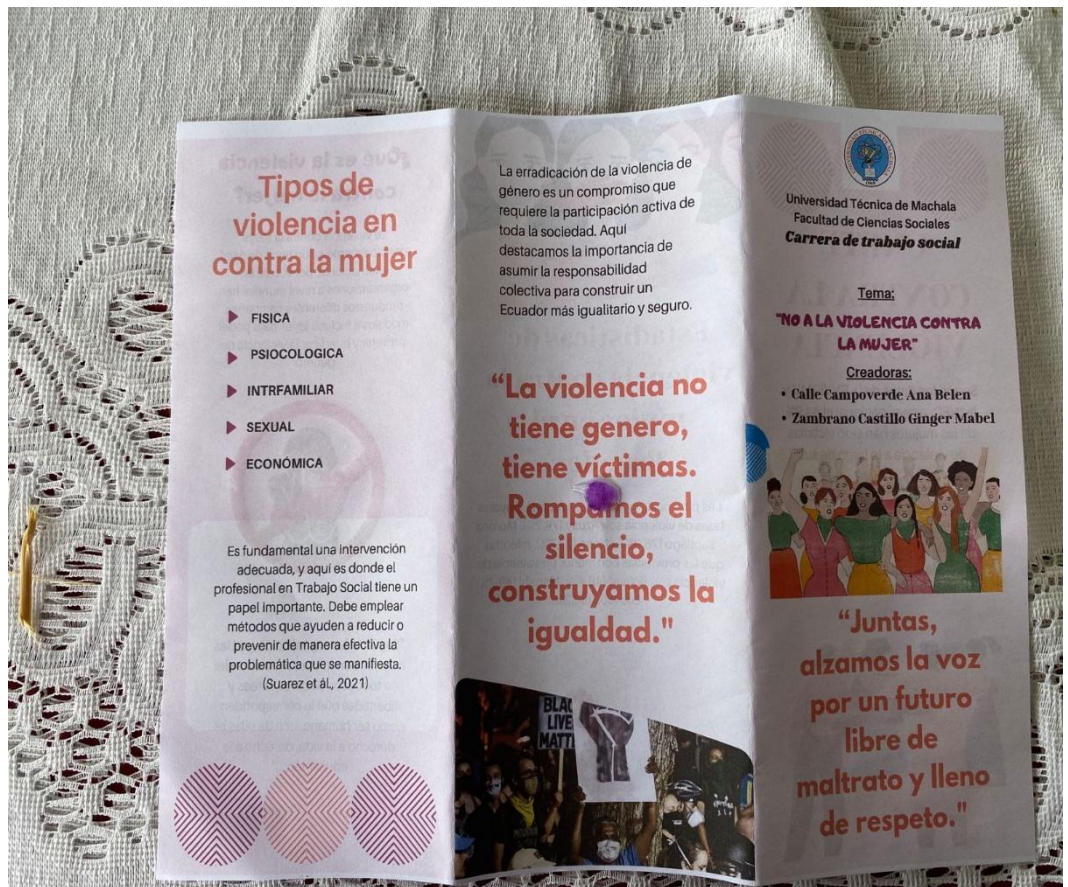 Tipos de
violencia en
contra la mujer
FISICA
PSIOCOLOGICA
INTRFAMILIAR
SEXUAL
ECONÓMICA
Es fundamental una intervención
adecuada, y aquí es donde el
profesional en Trabajo Social tiene un
papel importante. Debe emplear
métodos que ayuden a reducir o
prevenir de manera efectiva la
problemática que se manifiesta.
(Suarez et ál., 2021)
La erradicación de la violencia de
género es un compromiso que
requiere la participación activa de
toda la sociedad. Aquí
destacamos la importancia de
asumir la responsabilidad
colectiva para construir un
Ecuador más igualitario y seguro.
“La violencia no
tiene genero,
tiene víctimas.
Rompamos el
silencio,
construyamos la
igualdad."
BLAC
LIVE
MATT
Universidad Técnica de Machala
Facultad de Ciencias Sociales
Carrera de trabajo social
Tema:
"NO A LA VIOLENCIA CONTRA
LA MUJER"
Creadoras:
• Calle Campoverde Ana Belen
• Zambrano Castillo Ginger Mabel
“Juntas,
alzamos la voz
por un futuro
libre de
maltrato y lleno
de respeto."